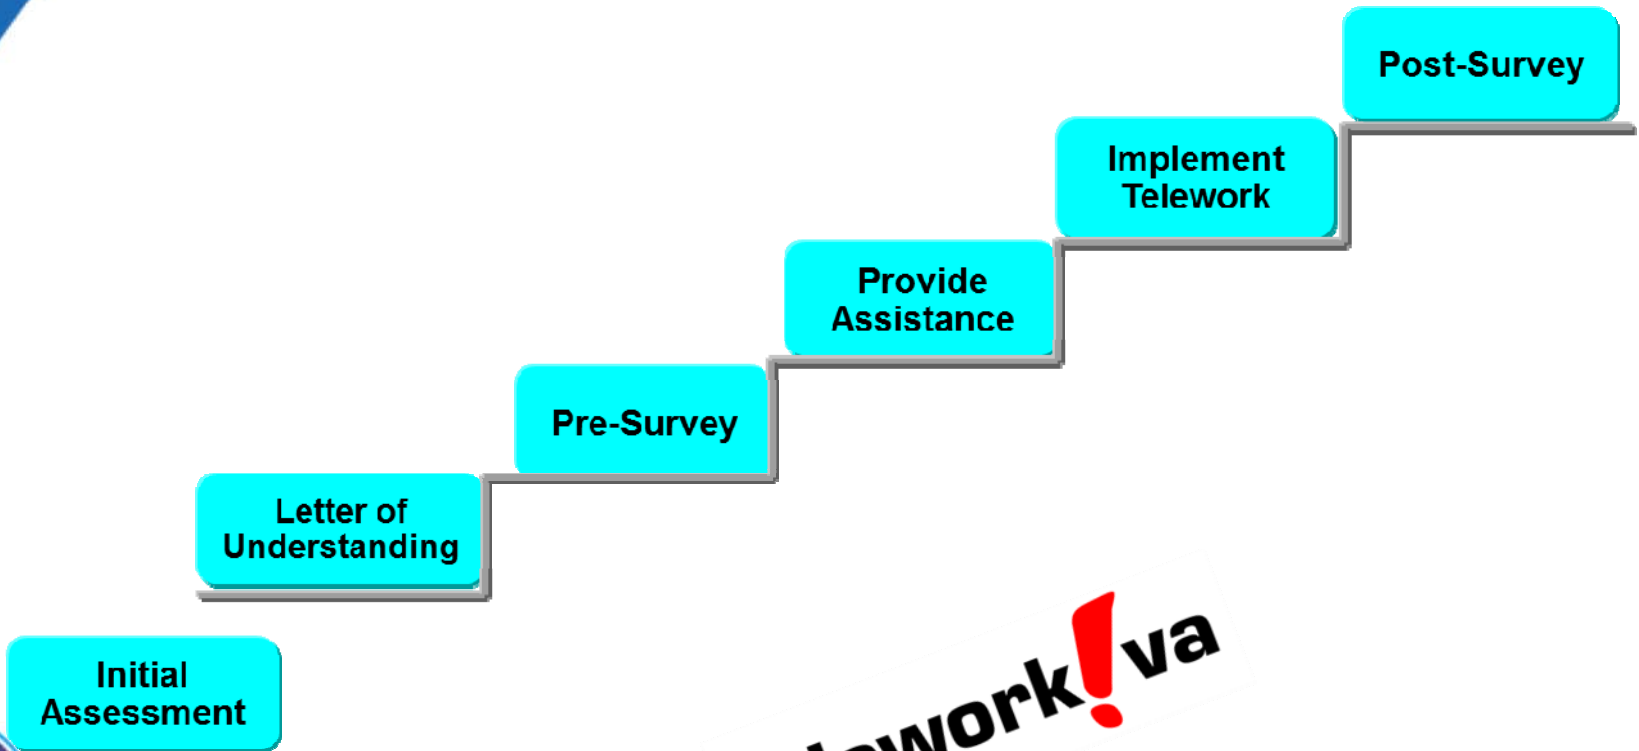 Post-Survey
Implement
Telework
Provide
Assistance
Pre-Survey
Letter of
Understanding
Initial
Assessment
work!va